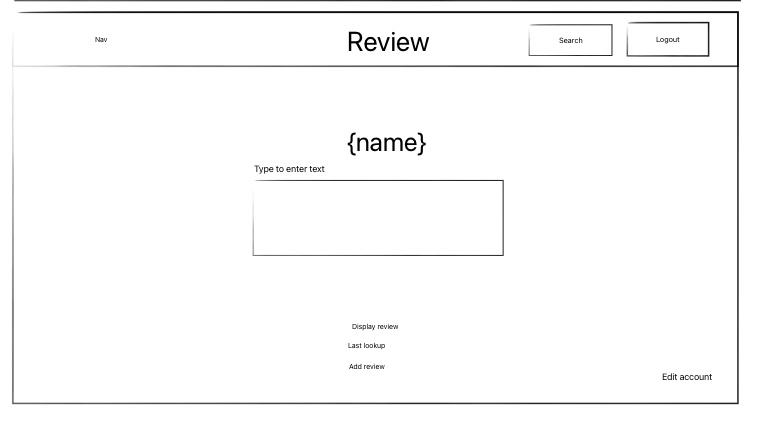 Nav
Review
Search
Logout
{name}
Type to enter text
Display review
Last lookup
Add review
Edit account